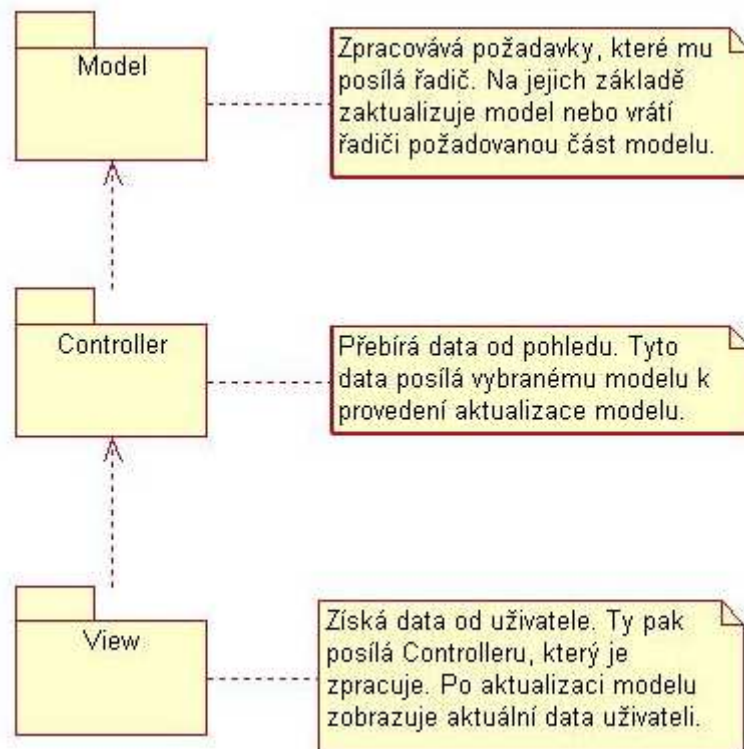 Model
Zpracovává požadavky, které mu
posílá řadič. Na jejich základě
zaktualizuje model nebo vrátí
řadiči požadovanou část modelu.
Controller
Přebírá data od pohledu. Tyto
data posílá vybranému modelu k
provedení aktualizace modelu.
View
Získá data od uživatele. Ty pak
posílá Controlleru, který je
zpracuje. Po aktualizaci modelu
zobrazuje aktuální data uživateli.